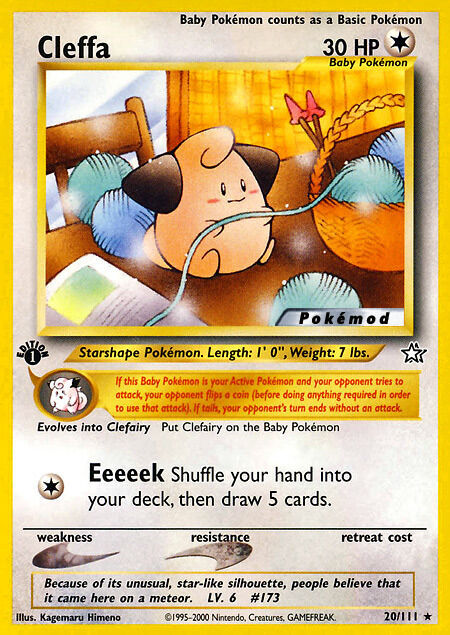 Baby Pokémon counts as a Basic Pokémon
Cleffa
30 HP
Baby Pokémon
Pokémod
EDITION
1
Starshape Pokémon. Length: 1' 0", Weight: 7 lbs.
If this Baby Pokémon is your Active Pokémon and your opponent tries to
attack, your opponent flips a coin (before doing anything required in order
to use that attack). If tails, your opponent's turn ends without an attack.
Evolves into Clefairy Put Clefairy on the Baby Pokémon
Eeeeek Shuffle your hand into
your deck, then draw 5 cards.
weakness
resistance
retreat cost
Because of its unusual, star-like silhouette, people believe that
it came here on a meteor. LV. 6 #173
Illus. Kagemaru Himeno
©1995-2000 Nintendo, Creatures, GAMEFREAK.
20/111 ★